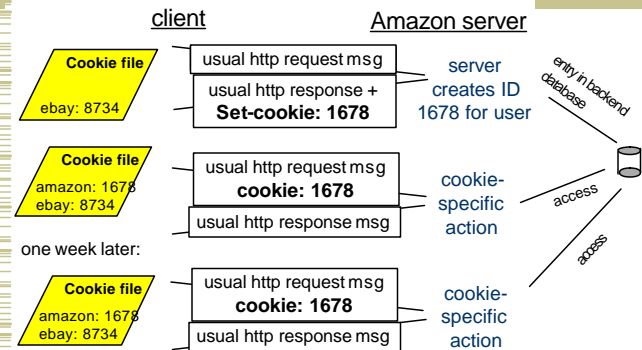 client
Amazon server
Cookie file
ebay: 8734
usual http request msg
usual http response +
Set-cookie: 1678
server
creates ID
1678 for user
entry in backend
database
Cookie file
amazon: 1678
ebay: 8734
usual http request msg
cookie: 1678
usual http response msg
cookie-
specific
action
access
one week later:
access
Cookie file
amazon: 1678
ebay: 8734
usual http request msg
cookie: 1678
usual http response msg
cookie-
specific
action